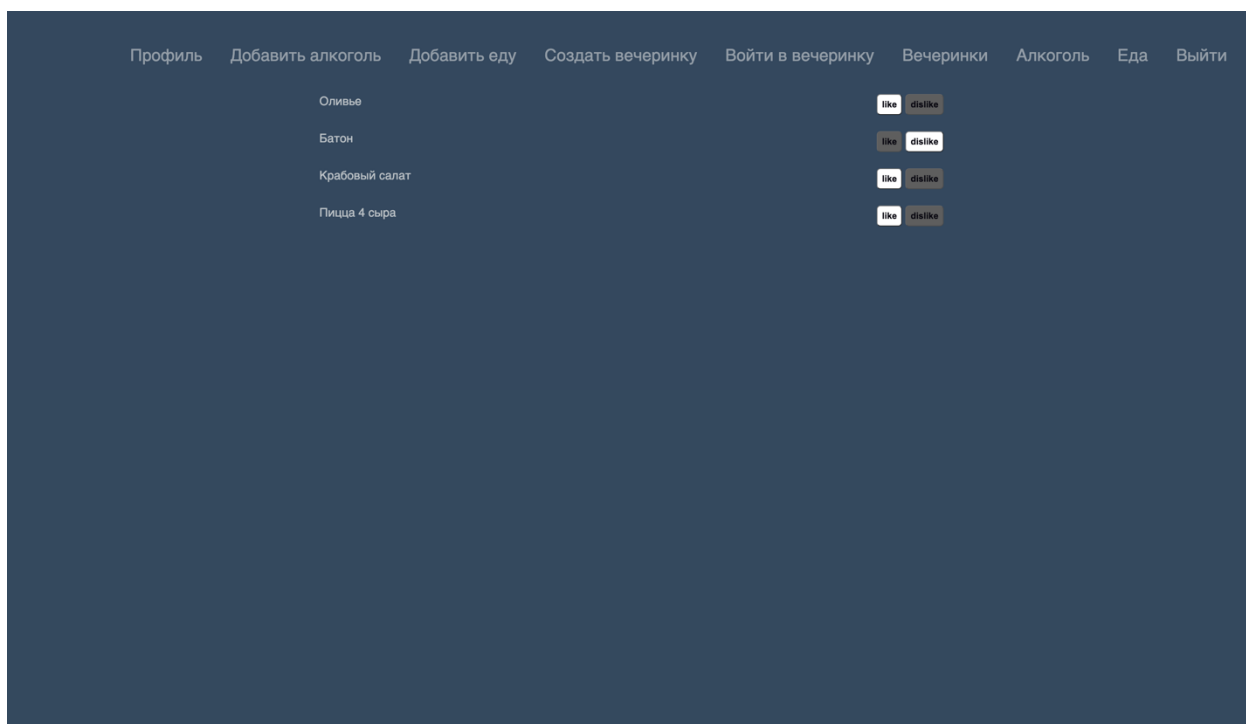 Профиль Добавить алкоголь Добавить еду Создать вечеринку Войти в вечеринку Вечеринки Алкоголь Еда Выйти
Оливье like dislike
Батон like dislike
Крабовый салат like dislike
Пицца 4 сыра like dislike